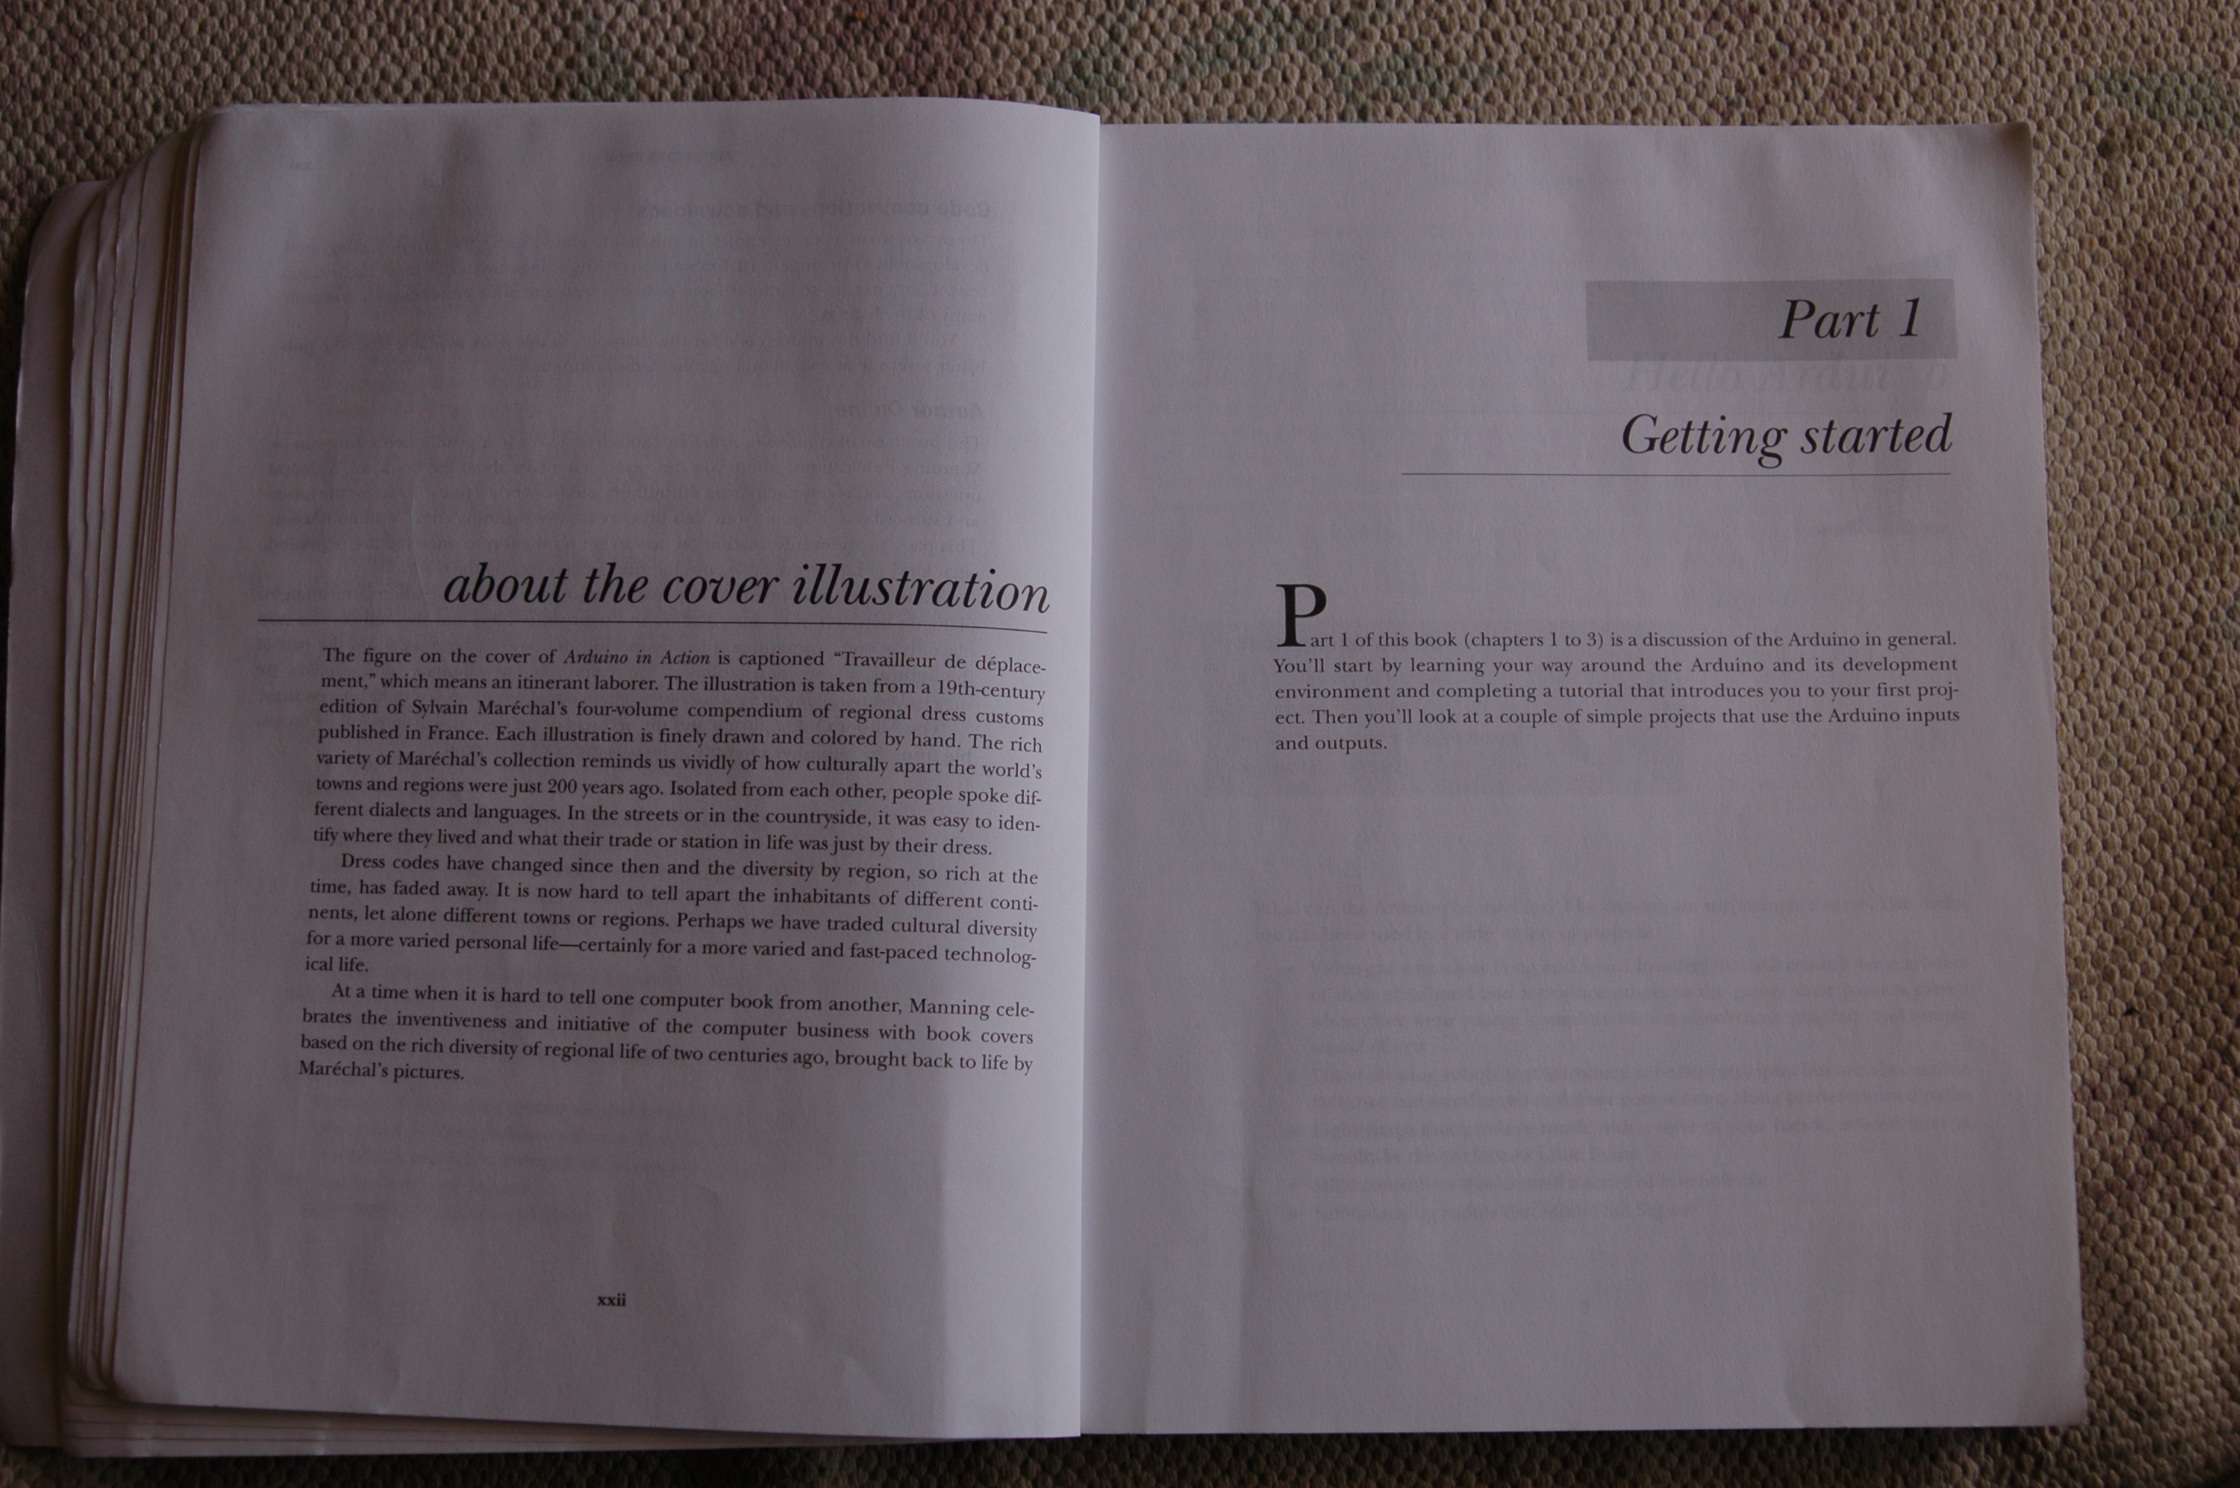 about the cover illustration
The figure on the cover of Arduino in Action is captioned “Travailleur de déplace-
ment,” which means an itinerant laborer. The illustration is taken from a 19th-century
edition of Sylvain Maréchal’s four-volume compendium of regional dress customs
published in France. Each illustration is finely drawn and colored by hand. The rich
variety of Maréchal’s collection reminds us vividly of how culturally apart the world’s
towns and regions were just 200 years ago. Isolated from each other, people spoke dif-
ferent dialects and languages. In the streets or in the countryside, it was easy to iden-
tify where they lived and what their trade or station in life was just by their dress.
Dress codes have changed since then and the diversity by region, so rich at the
time, has faded away. It is now hard to tell apart the inhabitants of different conti-
nents, let alone different towns or regions. Perhaps we have traded cultural diversity
for a more varied personal life—certainly for a more varied and fast-paced technolog-
ical life.
At a time when it is hard to tell one computer book from another, Manning cele-
brates the inventiveness and initiative of the computer business with book covers
based on the rich diversity of regional life of two centuries ago, brought back to life by
Maréchal’s pictures.
xxii
Part 1
Getting started
Part 1 of this book (chapters 1 to 3) is a discussion of the Arduino in general.
You’ll start by learning your way around the Arduino and its development
environment and completing a tutorial that introduces you to your first proj-
ect. Then you’ll look at a couple of simple projects that use the Arduino inputs
and outputs.